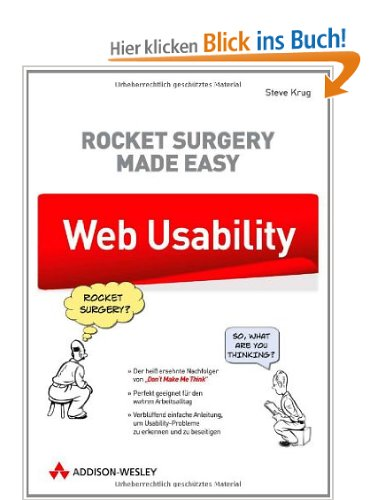 Hier klicken Blick ins Buch!
Urheberrechtlich geschütztes Material
Steve Krug
ROCKET SURGERY
MADE EASY
Web Usability
ROCKET
SURGERY?
SO, WHAT
ARE YOU
THINKING?
» Der heiß ersehnte Nachfolger
von „Don't Make Me Think"
» Perfekt geeignet für den
wahren Arbeitsalltag
» Verblüffend einfache Anleitung,
um Usability-Probleme
zu erkennen und zu beseitigen
ADDISON-WESLEY
Urheberrechtlich geschütztes Material